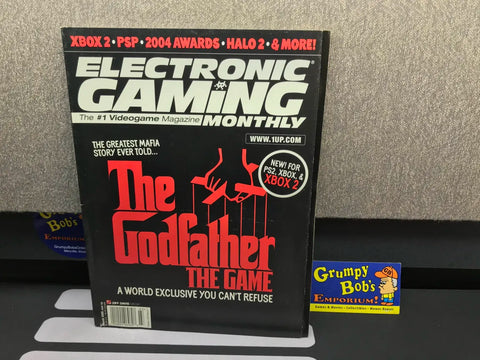 XBOX 2 • PSP • 2004 AWARDS • HALO 2 • & MORE!
ELECTRONIC
GAMING
The #1 Videogame Magazine MONTHLY
WWW.1UP.COM
THE GREATEST MAFIA
STORY EVER TOLD...
NEW! FOR
PS2, XBOX, &
XBOX 2
The
Godfather
THE GAME
A WORLD EXCLUSIVE YOU CAN'T REFUSE
ZIFF DAVIS
Grumpy
Bob's
EMPORIUM!
Grumpy
Bob's
EMPORIUM!